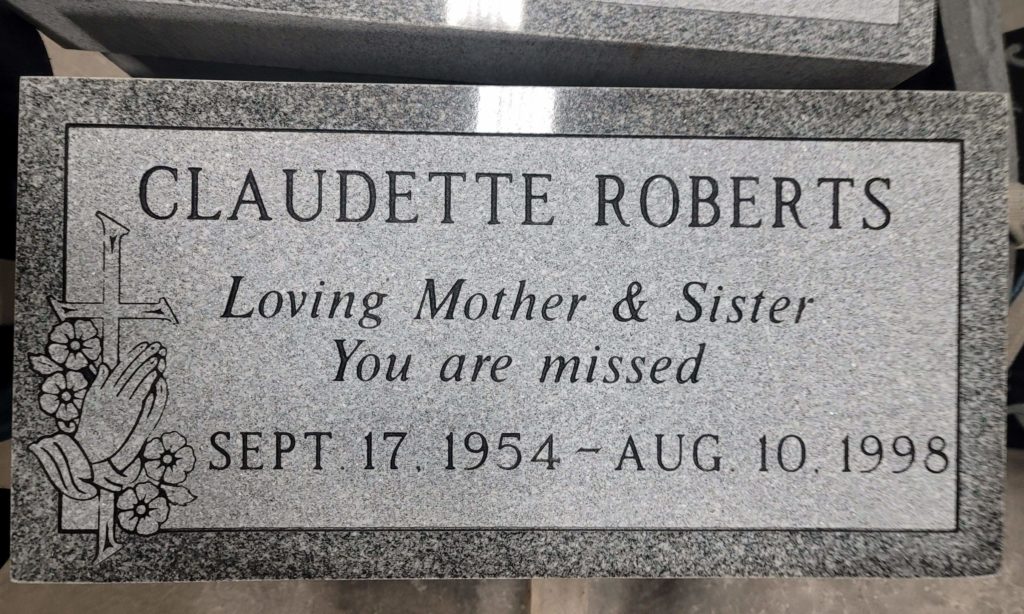 CLAUDETTE ROBERTS
Loving Mother & Sister
You are missed
SEPT. 17, 1954 ~ AUG. 10, 1998